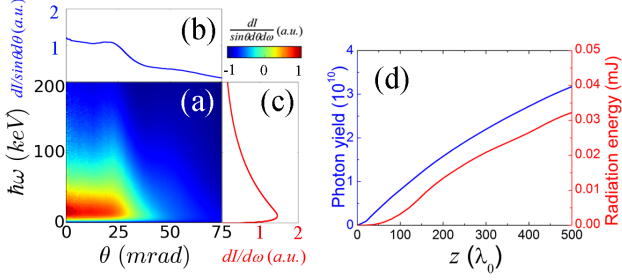 dI/sinθdθ (a.u.)
2
1
0
(b)
dI
sinθdθdω (a.u.)
-1 0 1
ħω (keV)
200
100
0
(a)
(c)
0 25 50 75
1 2
θ (mrad)
dI/dω (a.u.)
(d)
Photon yield (10¹⁰)
4
3
2
1
0
Radiation energy (mJ)
0.05
0.04
0.03
0.02
0.01
0.00
0 100 200 300 400 500
z (λ₀)